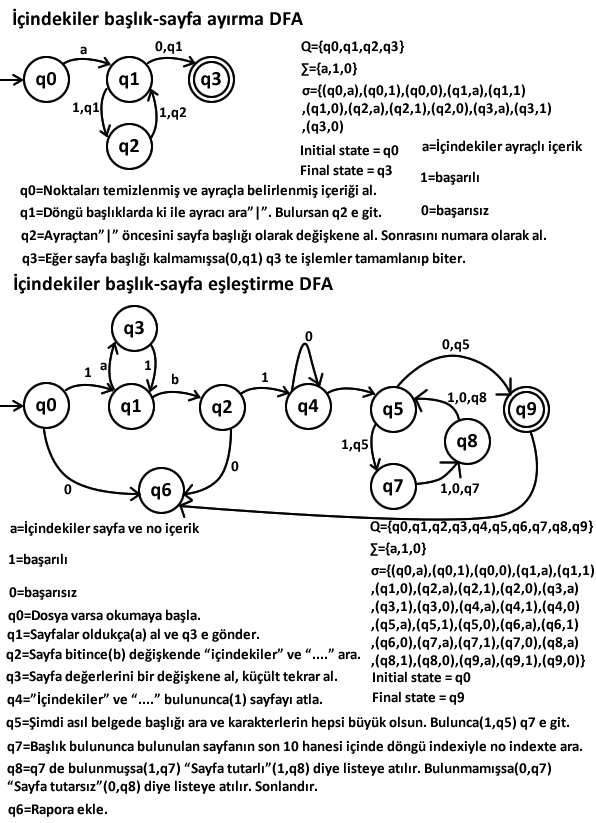 İçindekiler başlık-sayfa ayırma DFA
q0
a
q1
0,q1
q3
1,q1
1,q2
q2
Q={q0,q1,q2,q3}
∑={a,1,0}
σ={(q0,a),(q0,1),(q0,0),(q1,a),(q1,1)
,(q1,0),(q2,a),(q2,1),(q2,0),(q3,a),(q3,1)
,(q3,0)
Initial state = q0
Final state = q3
a=İçindekiler ayraçlı içerik
1=başarılı
0=başarısız
q0=Noktaları temizlenmiş ve ayraçla belirlenmiş içeriği al.
q1=Döngü başlıklarda ki ile ayracı ara"|". Bulursan q2 e git.
q2=Ayraçtan"|" öncesini sayfa başlığı olarak değişkene al. Sonrasını numara olarak al.
q3=Eğer sayfa başlığı kalmamışsa(0,q1) q3 te işlemler tamamlanıp biter.
İçindekiler başlık-sayfa eşleştirme DFA
q3
0
0,q5
a
1
q0
1
q1
b
q2
1
q4
q5
1,0,q8
q9
q8
1,q5
0
0
q6
q7
1,0,q7
a=İçindekiler sayfa ve no içerik
1=başarılı
0=başarısız
Q={q0,q1,q2,q3,q4,q5,q6,q7,q8,q9}
∑={a,1,0}
σ={(q0,a),(q0,1),(q0,0),(q1,a),(q1,1)
,(q1,0),(q2,a),(q2,1),(q2,0),(q3,a)
,(q3,1),(q3,0),(q4,a),(q4,1),(q4,0)
,(q5,a),(q5,1),(q5,0),(q6,a),(q6,1)
,(q6,0),(q7,a),(q7,1),(q7,0),(q8,a)
,(q8,1),(q8,0),(q9,a),(q9,1),(q9,0)}
Initial state = q0
Final state = q9
q0=Dosya varsa okumaya başla.
q1=Sayfalar oldukça(a) al ve q3 e gönder.
q2=Sayfa bitince(b) değişkende "içindekiler" ve "...." ara.
q3=Sayfa değerlerini bir değişkene al, küçült tekrar al.
q4="İçindekiler" ve "...." bulununca(1) sayfayı atla.
q5=Şimdi asıl belgede başlığı ara ve karakterlerin hepsi büyük olsun. Bulunca(1,q5) q7 e git.
q7=Başlık bulununca bulunulan sayfanın son 10 hanesi içinde döngü indexiyle no indexte ara.
q8=q7 de bulunmuşsa(1,q7) "Sayfa tutarlı"(1,q8) diye listeye atılır. Bulunmamışsa(0,q7)
"Sayfa tutarsız"(0,q8) diye listeye atılır. Sonlandır.
q6=Rapora ekle.